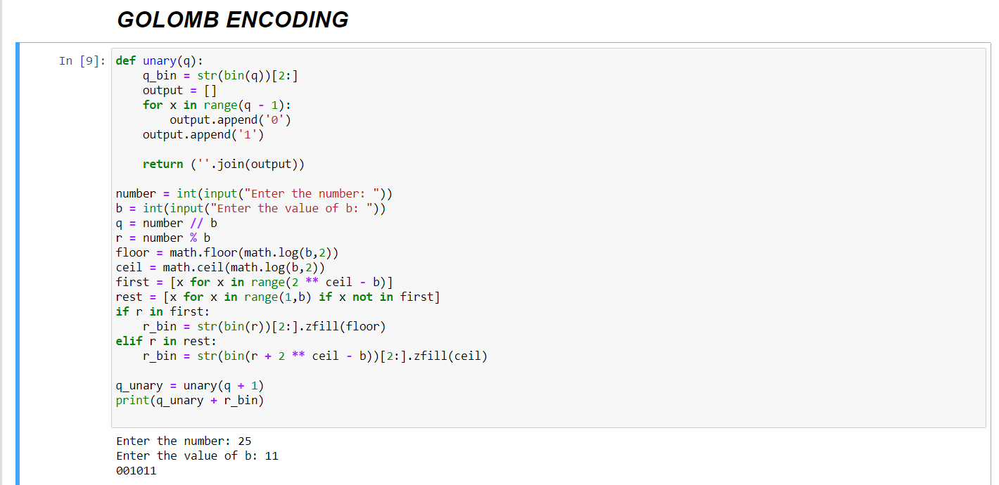 GOLOMB ENCODING
In [9]: def unary(q):
    q_bin = str(bin(q))[2:]
    output = []
    for x in range(q - 1):
        output.append('0')
    output.append('1')

    return (''.join(output))

number = int(input("Enter the number: "))
b = int(input("Enter the value of b: "))
q = number // b
r = number % b
floor = math.floor(math.log(b,2))
ceil = math.ceil(math.log(b,2))
first = [x for x in range(2 ** ceil - b)]
rest = [x for x in range(1,b) if x not in first]
if r in first:
    r_bin = str(bin(r))[2:].zfill(floor)
elif r in rest:
    r_bin = str(bin(r + 2 ** ceil - b))[2:].zfill(ceil)

q_unary = unary(q + 1)
print(q_unary + r_bin)

Enter the number: 25
Enter the value of b: 11
001011